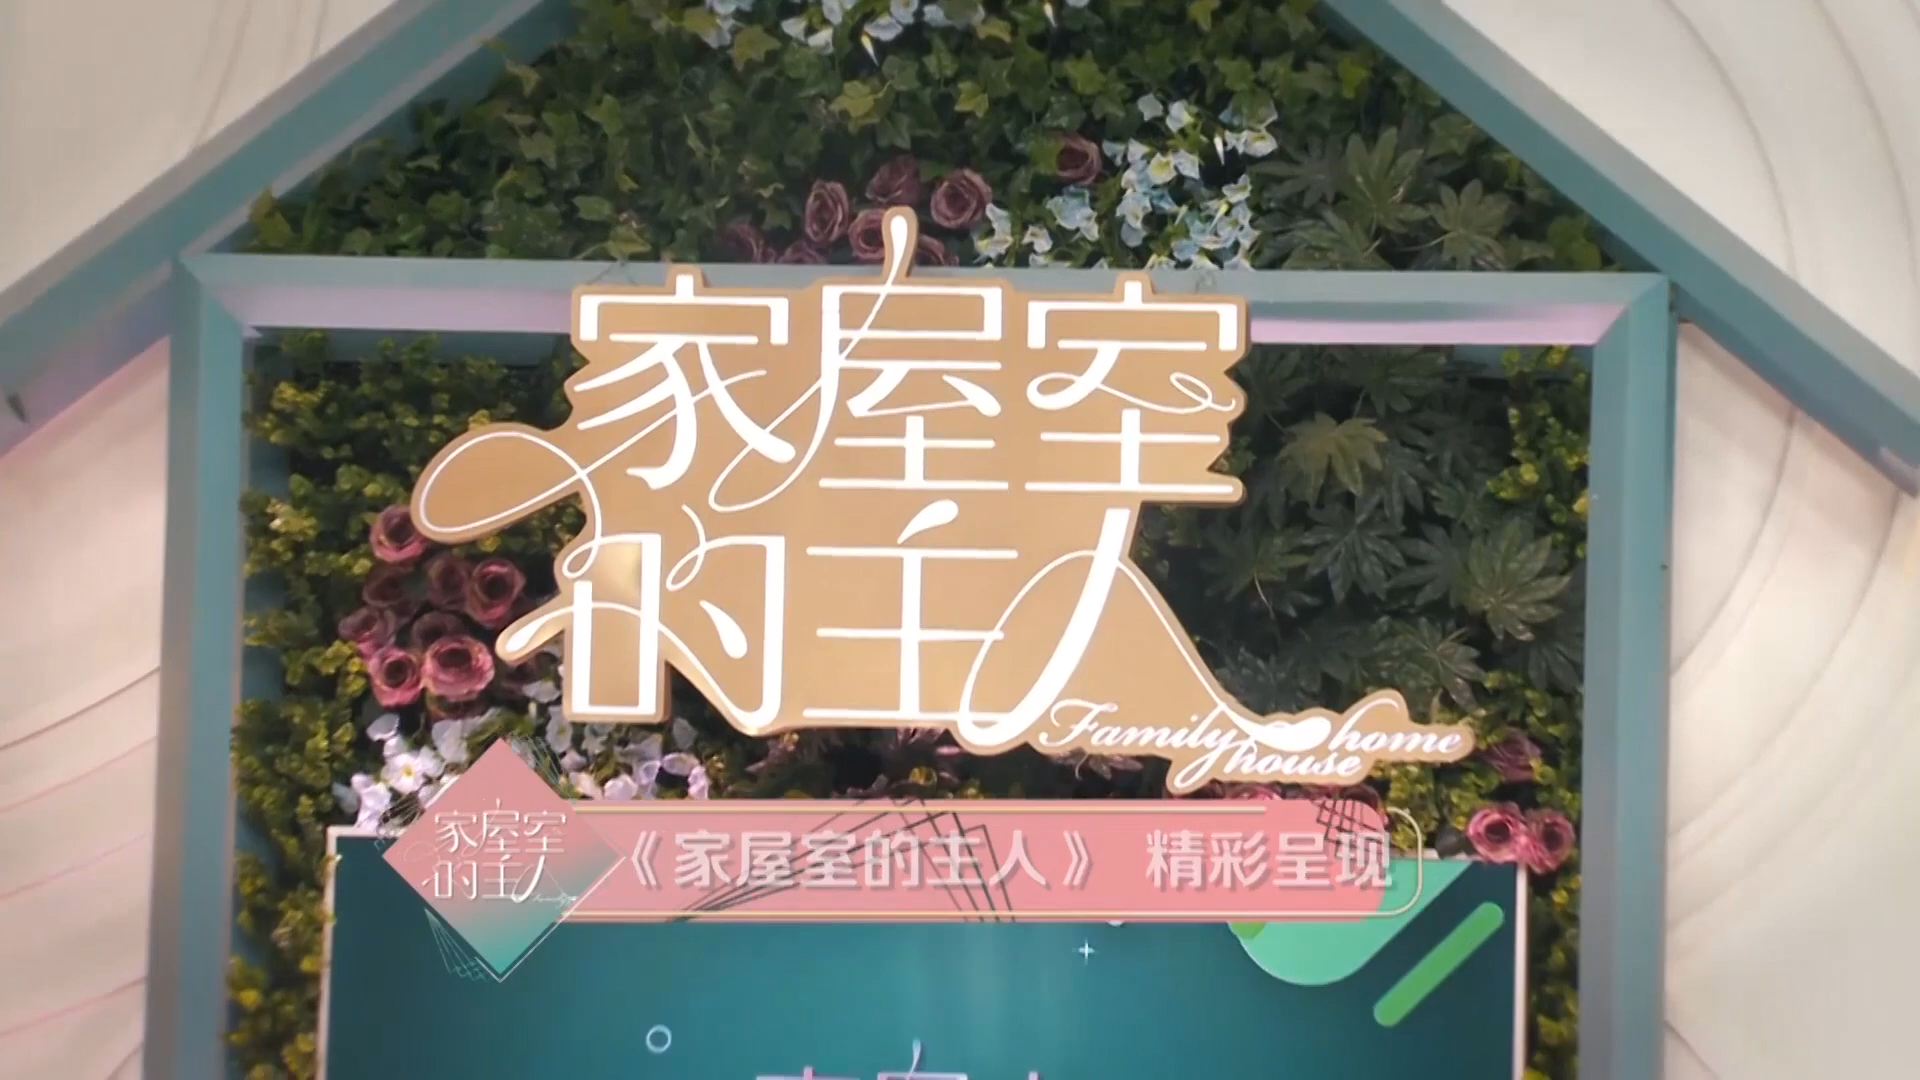 家屋室
的主人
Family home
house
家屋室
的主人
《家屋室的主人》 精彩呈现